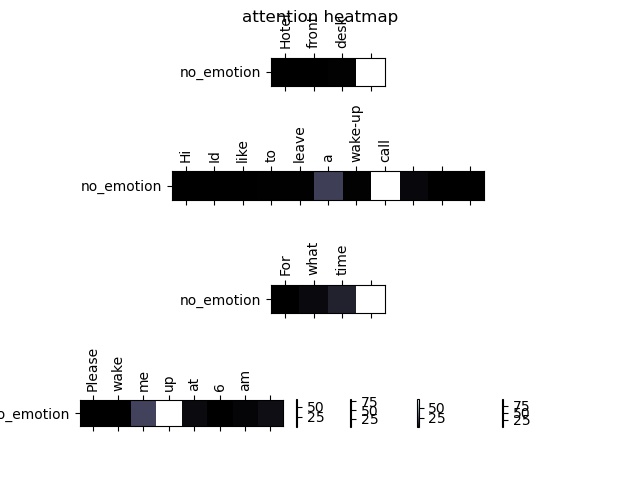 attention heatmap
Hotel front desk
no_emotion
Hi Id like to leave a wake-up call
no_emotion
For what time
no_emotion
Please wake me up at 6 am
no_emotion
50 25
75 50 25
50 25
75 50 25